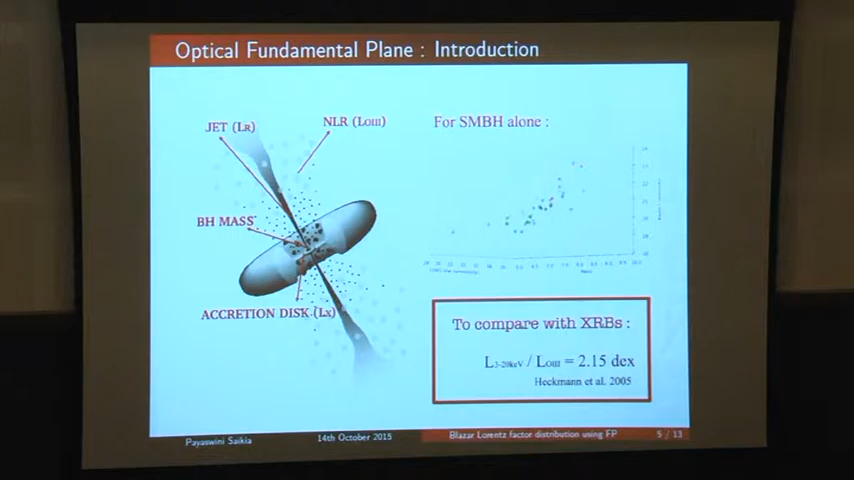 Optical Fundamental Plane : Introduction
JET (LR)
NLR (LOIII)
For SMBH alone :
BH MASS
ACCRETION DISK (LX)
To compare with XRBs :
L3-20keV / LOIII = 2.15 dex
Heckmann et al. 2005
Payaswini Saikia
14th October 2015
Blazar Lorentz factor distribution using FP
5 / 13